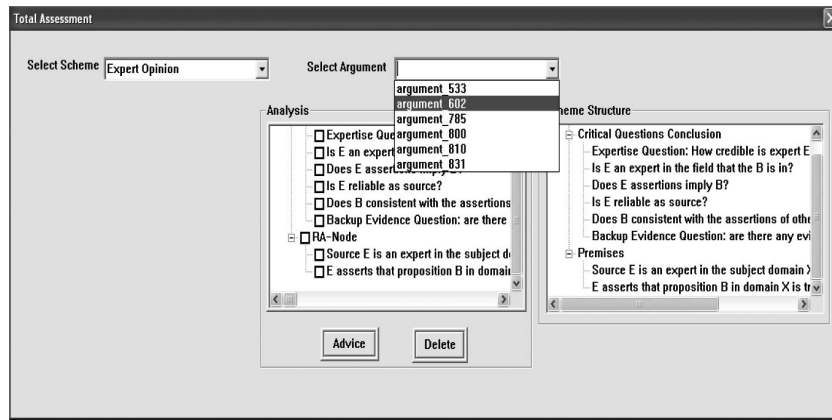 Total Assessment
Select Scheme Expert Opinion
Select Argument
argument_533
argument_602
argument_785
argument_800
argument_810
argument_831
Analysis
Expertise Que
Is E an expert
Does E asser
Is E reliable as source?
Does B consistent with the assertions
Backup Evidence Question: are there
RA-Node
Source E is an expert in the subject
E asserts that proposition B in domai
Advice
Delete
eme Structure
Critical Questions Conclusion
Expertise Question: How credible is expert E
Is E an expert in the field that the B is in?
Does E assertions imply B?
Is E reliable as source?
Does B consistent with the assertions of othe
Backup Evidence Question: are there any evi
Premises
Source E is an expert in the subject domain
E asserts that proposition B in domain X is tr